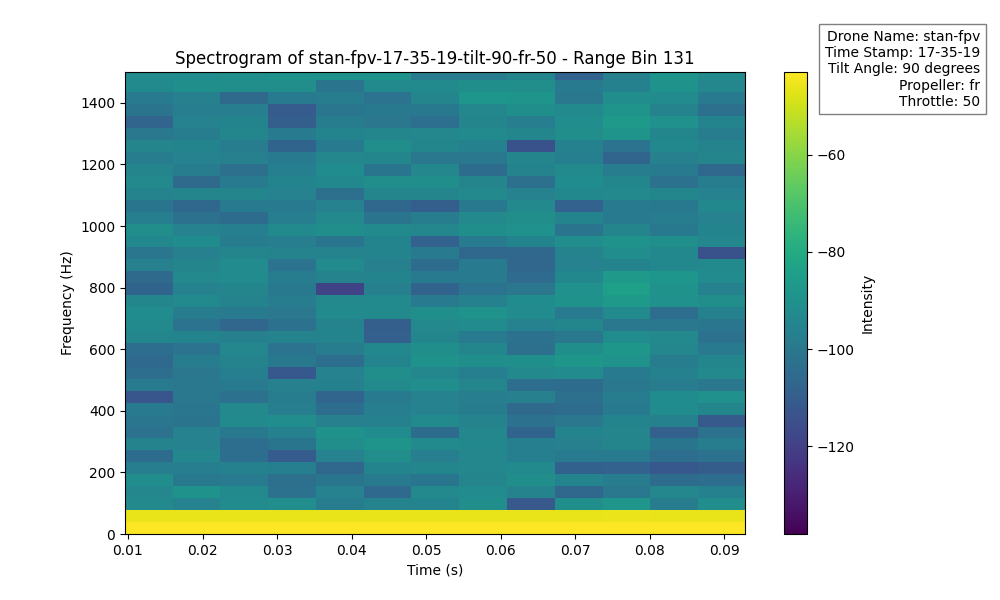 Drone Name: stan-fpv
Time Stamp: 17-35-19
Tilt Angle: 90 degrees
Propeller: fr
Throttle: 50
Spectrogram of stan-fpv-17-35-19-tilt-90-fr-50 - Range Bin 131
Frequency (Hz)
1400
1200
1000
800
600
400
200
0
0.01 0.02 0.03 0.04 0.05 0.06 0.07 0.08 0.09
Time (s)
−60
−80
−100
−120
Intensity